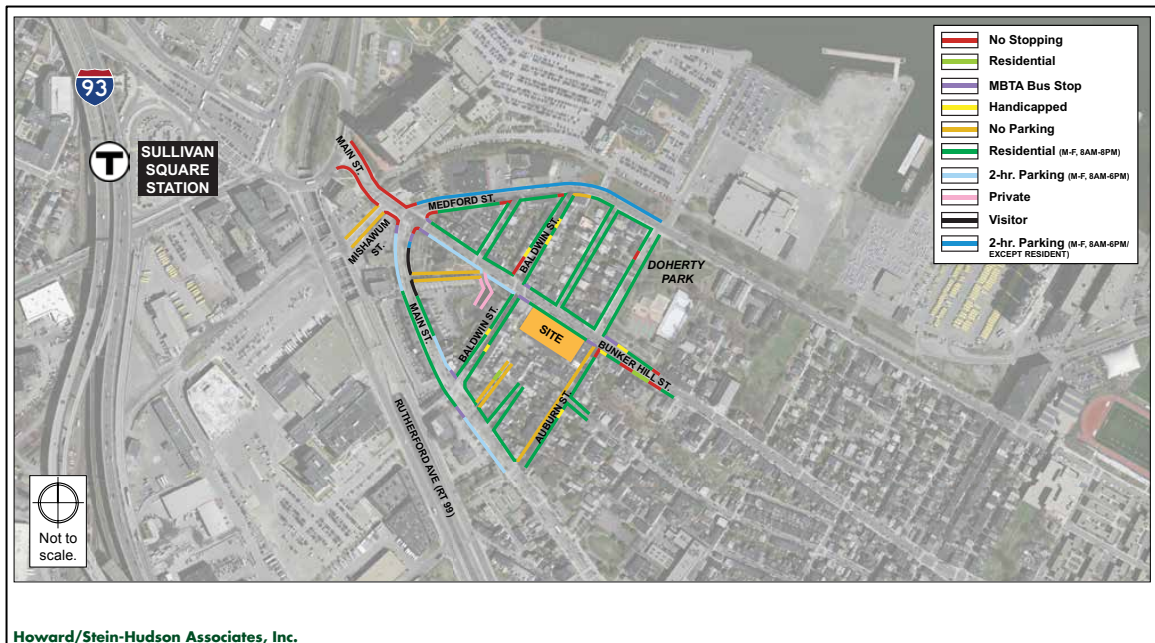 93
T
SULLIVAN
SQUARE
STATION
MAIN ST.
MEDFORD ST.
MISHAWUM
ST.
BALDWIN ST.
DOHERTY
PARK
MAIN ST.
BALDWIN ST.
SITE
BUNKER HILL ST.
AUBURN ST.
RUTHERFORD AVE (RT 99)
No Stopping
Residential
MBTA Bus Stop
Handicapped
No Parking
Residential (M-F, 8AM-8PM)
2-hr. Parking (M-F, 8AM-6PM)
Private
Visitor
2-hr. Parking (M-F, 8AM-6PM/
EXCEPT RESIDENT)
Not to
scale.
Howard/Stein-Hudson Associates, Inc.